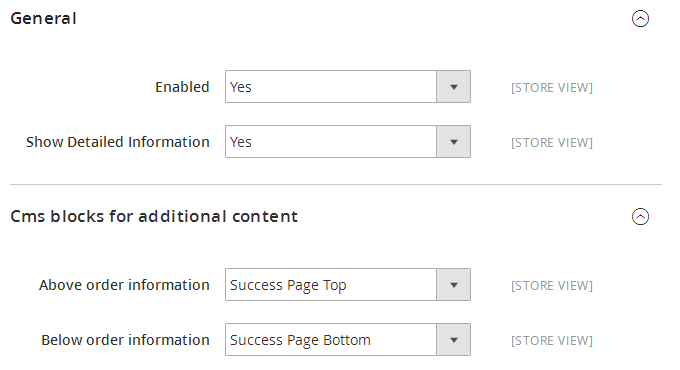 General
Enabled Yes [STORE VIEW]
Show Detailed Information Yes [STORE VIEW]
Cms blocks for additional content
Above order information Success Page Top [STORE VIEW]
Below order information Success Page Bottom [STORE VIEW]